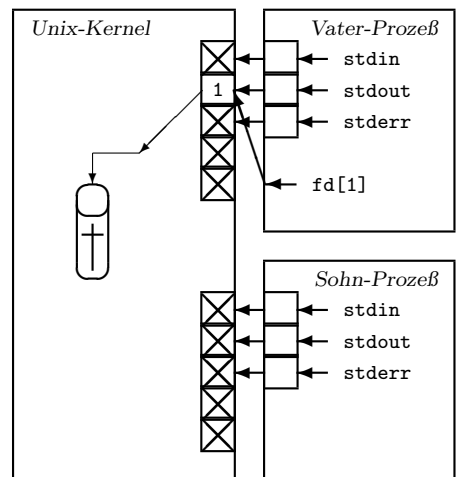 Unix-Kernel
Vater-Prozeß
stdin
1
stdout
stderr
fd[1]
Sohn-Prozeß
stdin
stdout
stderr